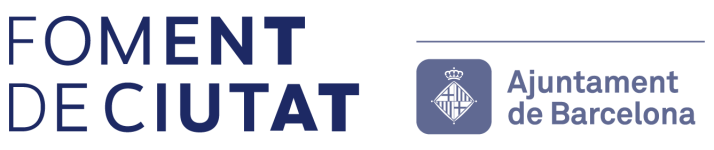 FOMENT
DE CIUTAT
Ajuntament
de Barcelona